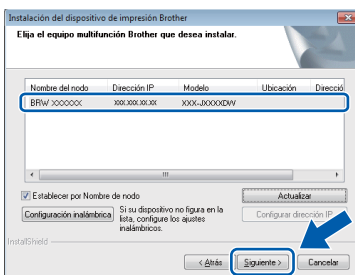 Instalación del dispositivo de impresión Brother
Elija el equipo multifunción Brother que desea instalar.
Nombre del nodo Dirección IP Modelo Ubicación Direcció
BRW XXXXXX XXX.XXX.XX.XX XXX-JXXXXDW
Establecer por Nombre de nodo
Actualizar
Configuración inalámbrica
Si su dispositivo no figura en la
lista, configure los ajustes
inalámbricos.
Configurar dirección IP
InstallShield
< Atrás Siguiente > Cancelar